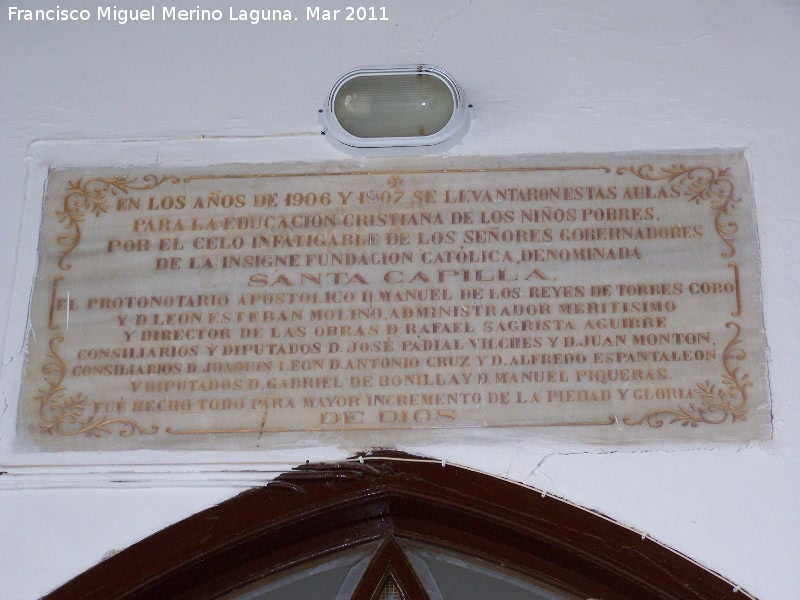 Francisco Miguel Merino Laguna. Mar 2011
EN LOS AÑOS DE 1906 Y 1907 SE LEVANTARON ESTAS AULAS
PARA LA EDUCACION CRISTIANA DE LOS NIÑOS POBRES,
POR EL CELO INFATIGABLE DE LOS SEÑORES GOBERNADORES
DE LA INSIGNE FUNDACION CATÓLICA, DENOMINADA
SANTA CAPILLA.
EL PROTONOTARIO APOSTOLICO D. MANUEL DE LOS REYES DE TORRES COBO
Y D. LEON ESTEBAN MOLINO, ADMINISTRADOR MERITISIMO
Y DIRECTOR DE LAS OBRAS D. RAFAEL SAGRISTA AGUIRRE
CONSILIARIOS Y DIPUTADOS D. JOSÉ PADIAL VILCHES Y D. JUAN MONTON,
CONSILIARIOS D. JOAQUIN LEON D. ANTONIO CRUZ Y D. ALFREDO ESPANTALEON
Y DIPUTADOS D. GABRIEL DE BONILLA Y D. MANUEL PIQUERAS.
FUÉ HECHO TODO PARA MAYOR INCREMENTO DE LA PIEDAD Y GLORIA
DE DIOS